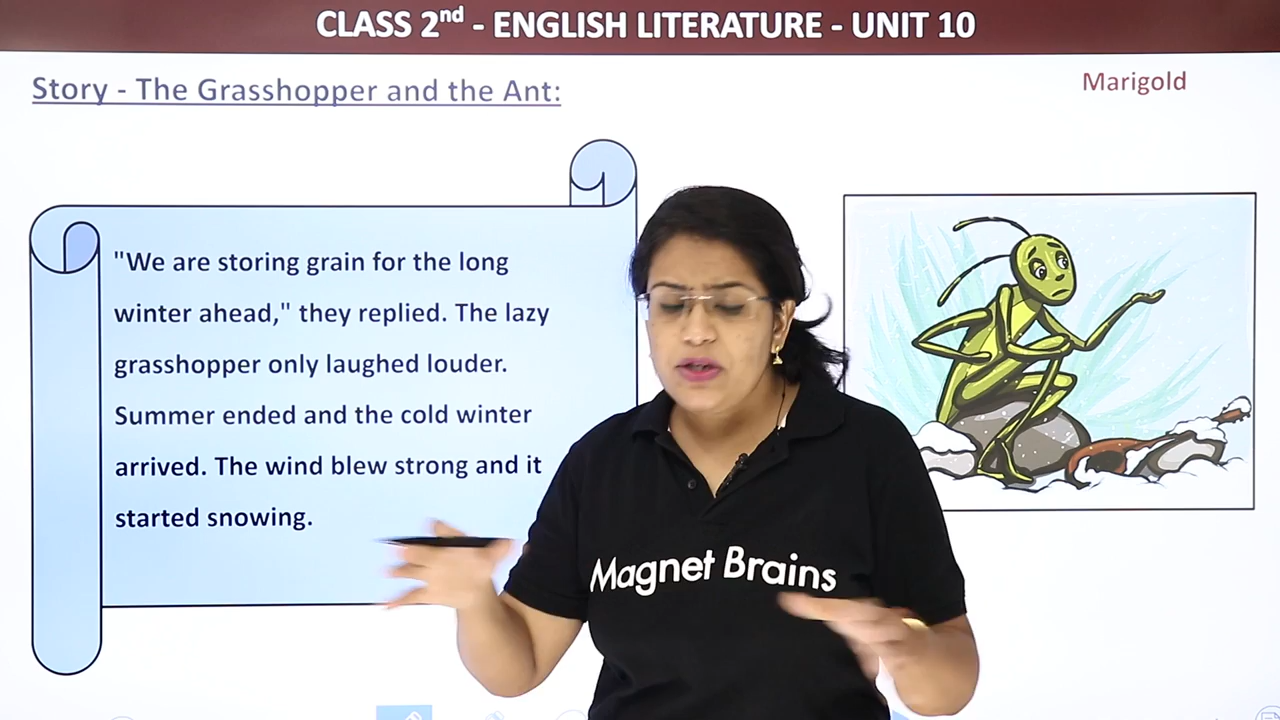 CLASS 2nd - ENGLISH LITERATURE - UNIT 10
Story - The Grasshopper and the Ant:
Marigold
"We are storing grain for the long
winter ahead," they replied. The lazy
grasshopper only laughed louder.
Summer ended and the cold winter
arrived. The wind blew strong and it
started snowing.
Magnet Brains